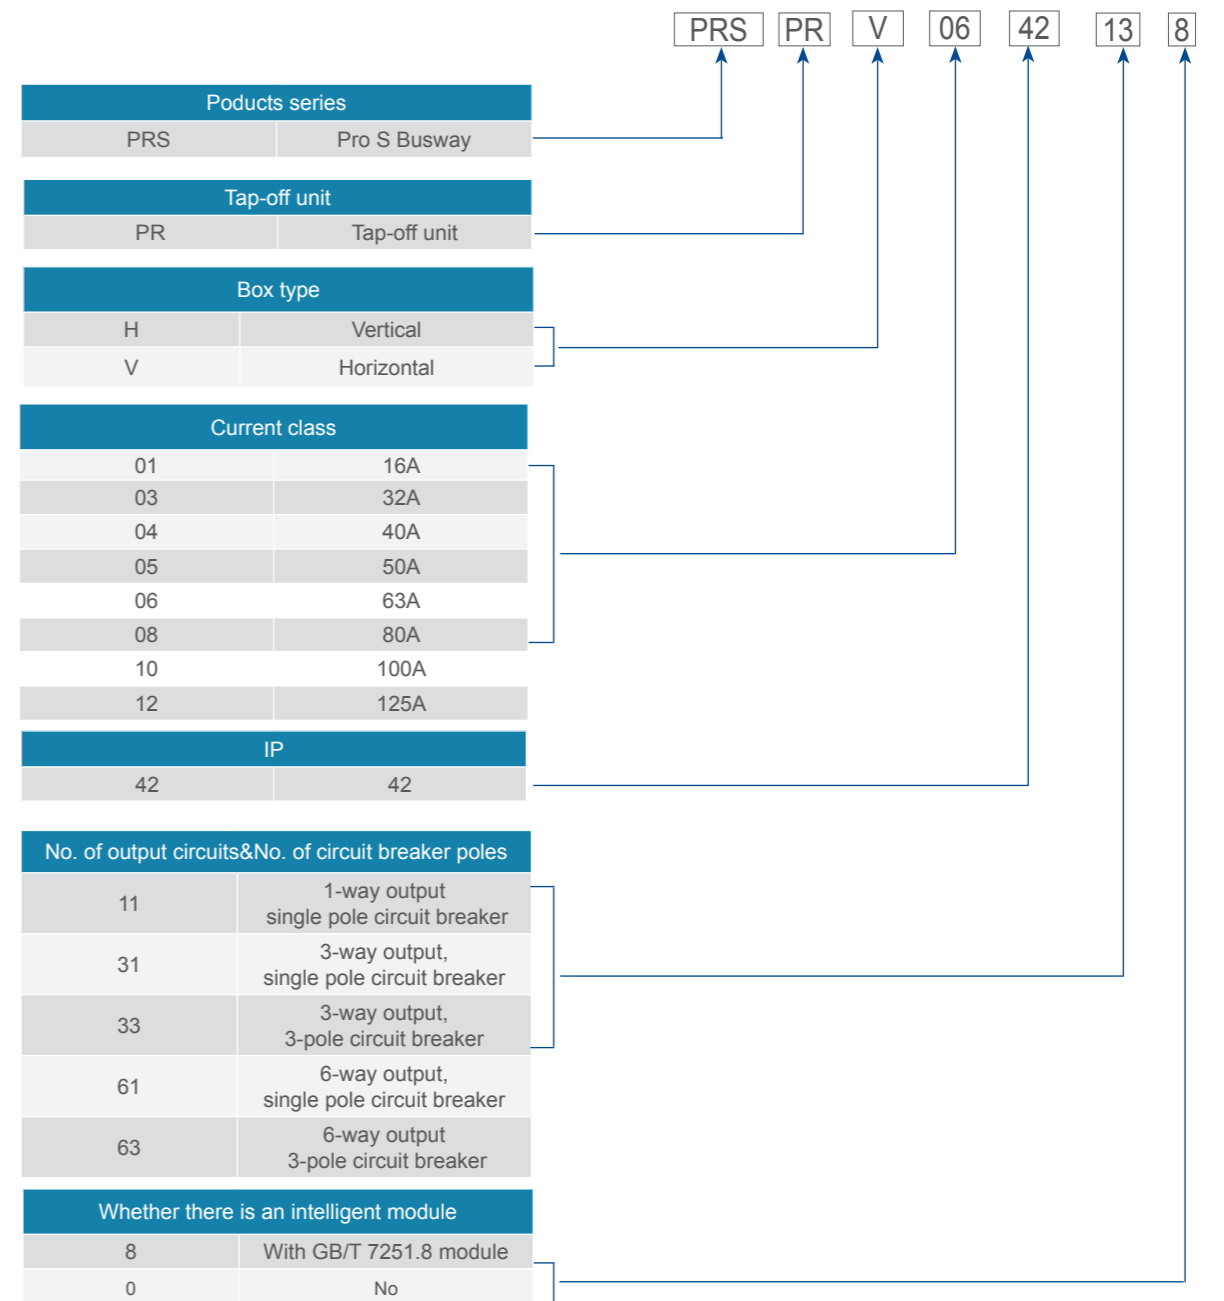 PRS PR V 06 42 13 8
Poducts series
PRS Pro S Busway
Tap-off unit
PR Tap-off unit
Box type
H Vertical
V Horizontal
Current class
01 16A
03 32A
04 40A
05 50A
06 63A
08 80A
10 100A
12 125A
IP
42 42
No. of output circuits&No. of circuit breaker poles
11 1-way output
single pole circuit breaker
31 3-way output,
single pole circuit breaker
33 3-way output,
3-pole circuit breaker
61 6-way output,
single pole circuit breaker
63 6-way output
3-pole circuit breaker
Whether there is an intelligent module
8 With GB/T 7251.8 module
0 No